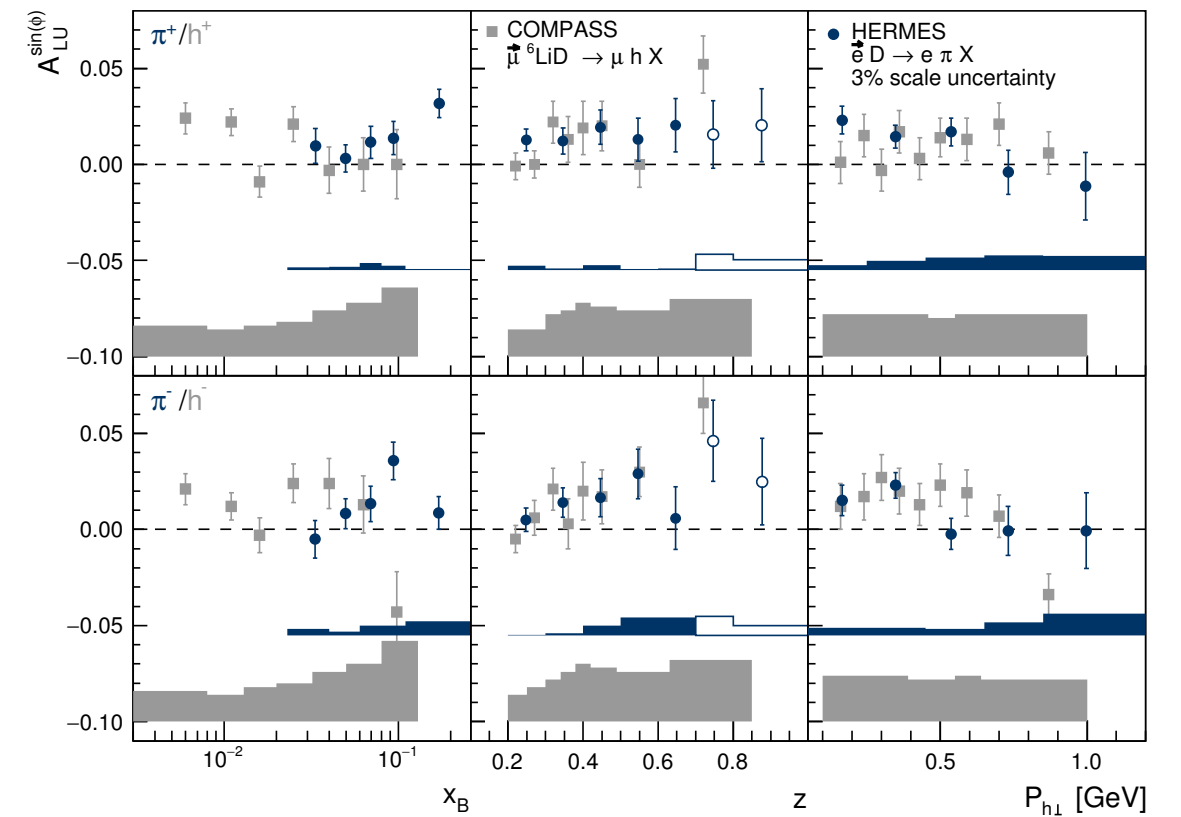 A_LU^sin(ϕ)
π⁺/h⁺
COMPASS
μ⃗ ⁶LiD → μ h X
HERMES
e⃗ D → e π X
3% scale uncertainty
0.05
0.00
−0.05
−0.10
π⁻/h⁻
0.05
0.00
−0.05
−0.10
10⁻² 10⁻¹ 0.2 0.4 0.6 0.8 0.5 1.0
x_B z P_h⊥ [GeV]